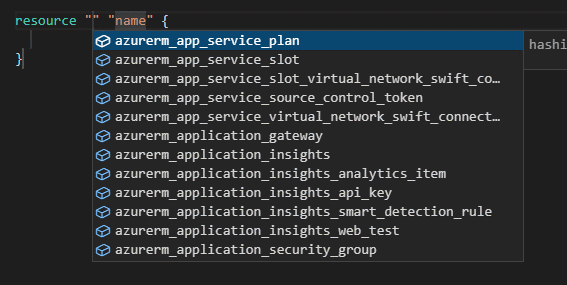 resource "" "name" {
azurerm_app_service_plan
hashi
azurerm_app_service_slot
}
azurerm_app_service_slot_virtual_network_swift_co…
azurerm_app_service_source_control_token
azurerm_app_service_virtual_network_swift_connect…
azurerm_application_gateway
azurerm_application_insights
azurerm_application_insights_analytics_item
azurerm_application_insights_api_key
azurerm_application_insights_smart_detection_rule
azurerm_application_insights_web_test
azurerm_application_security_group